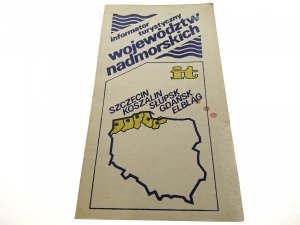 informator turystyczny
województw
nadmorskich
it
SZCZECIN
KOSZALIN
SŁUPSK
GDAŃSK
ELBLĄG